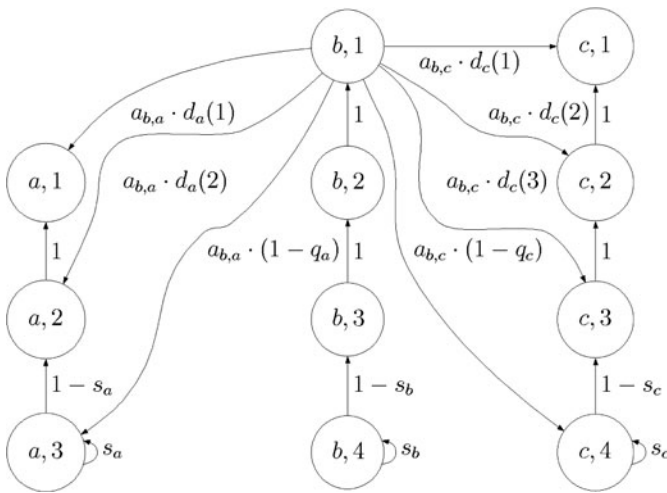 b, 1
c, 1
a_{b,c} · d_c(1)
a_{b,a} · d_a(1)
1
a_{b,c} · d_c(2)
1
a, 1
a_{b,a} · d_a(2)
b, 2
a_{b,c} · d_c(3)
c, 2
1
a_{b,a} · (1 − q_a)
1
a_{b,c} · (1 − q_c)
1
a, 2
b, 3
c, 3
1 − s_a
1 − s_b
1 − s_c
a, 3
s_a
b, 4
s_b
c, 4
s_c